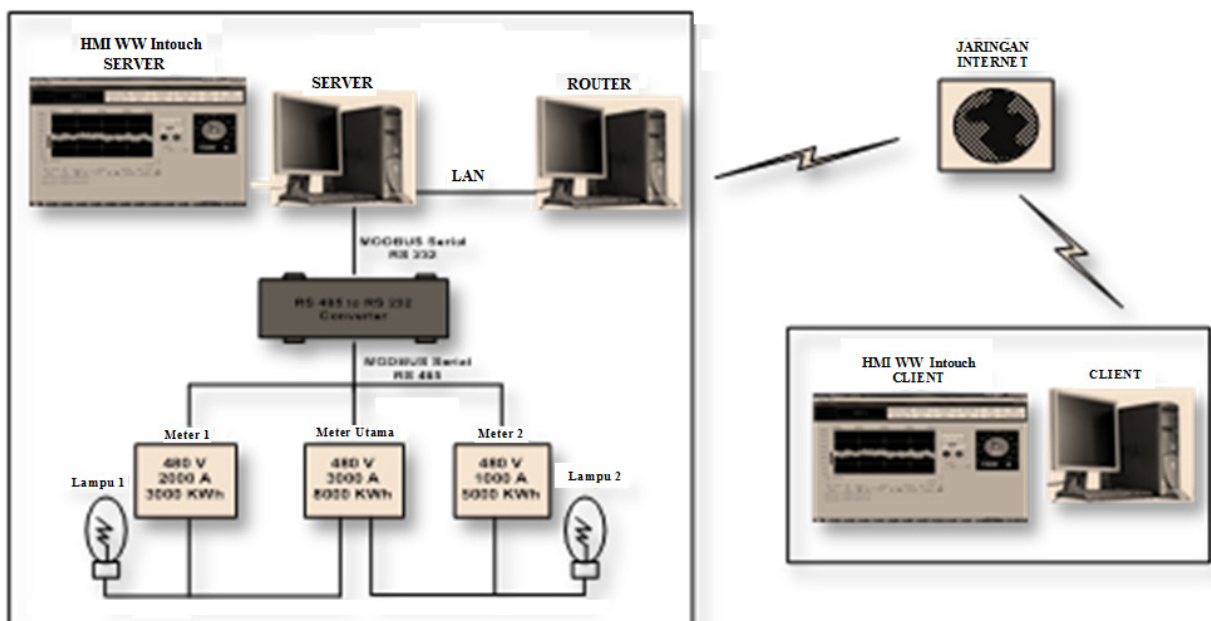 HMI WW Intouch
SERVER
SERVER
ROUTER
JARINGAN
INTERNET
LAN
MODBUS Serial
RS 232
RS 485 to RS 232
Converter
MODBUS Serial
RS 485
Meter 1
Meter Utama
Meter 2
Lampu 1
480 V
2000 A
3000 KWh
480 V
3000 A
8000 KWh
480 V
1000 A
5000 KWh
Lampu 2
HMI WW Intouch
CLIENT
CLIENT